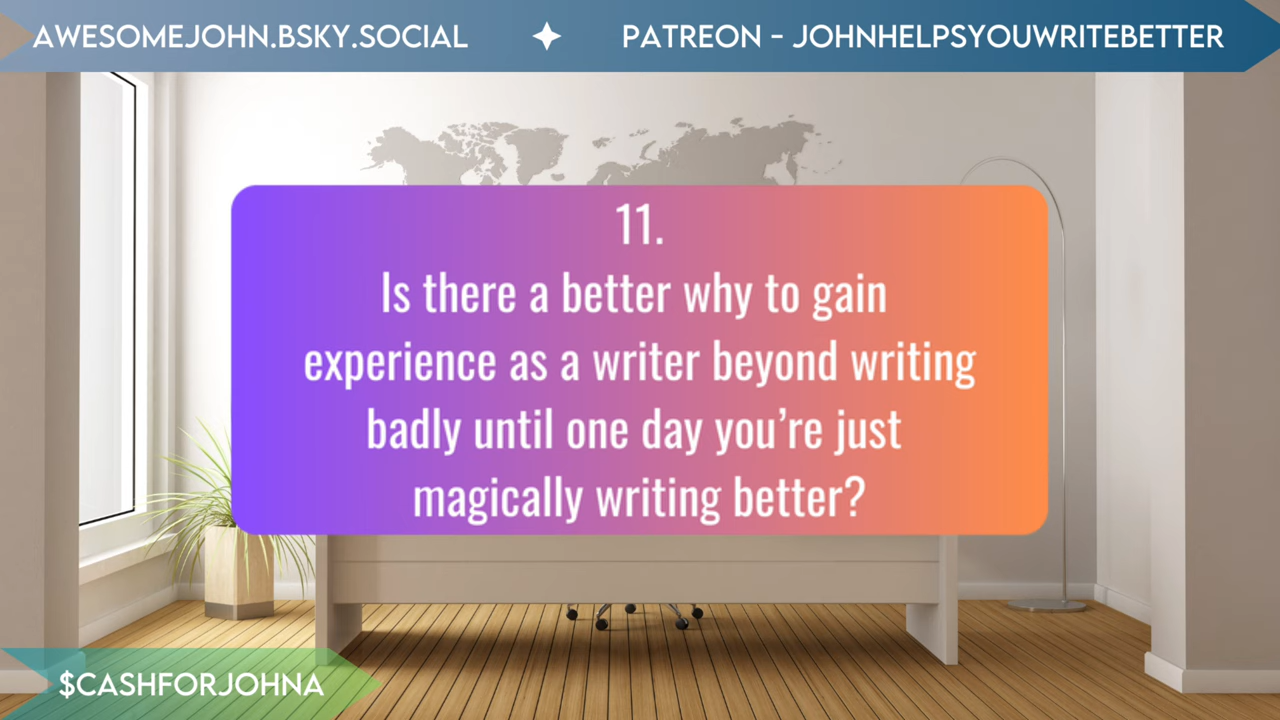 AWESOMEJOHN.BSKY.SOCIAL
PATREON - JOHNHELPSYOUWRITEBETTER
11.
Is there a better why to gain
experience as a writer beyond writing
badly until one day you're just
magically writing better?
$CASHFORJOHNA